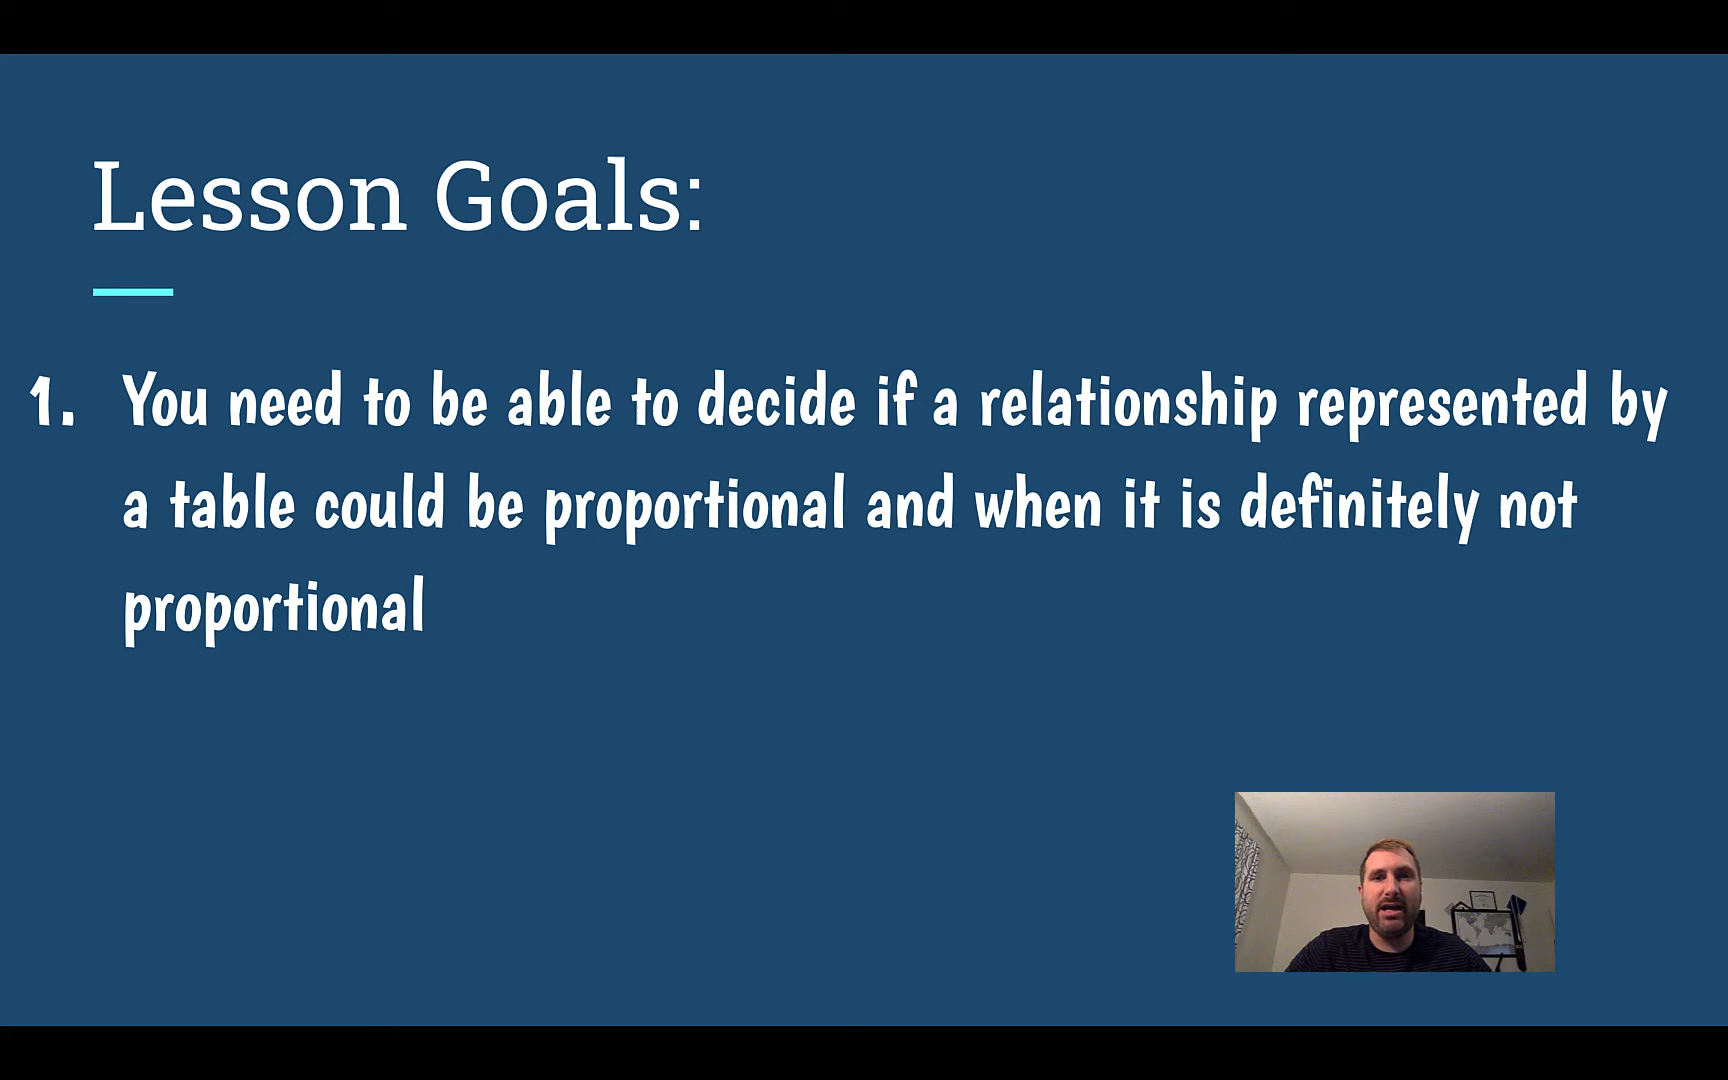 Lesson Goals:
1. You need to be able to decide if a relationship represented by
a table could be proportional and when it is definitely not
proportional